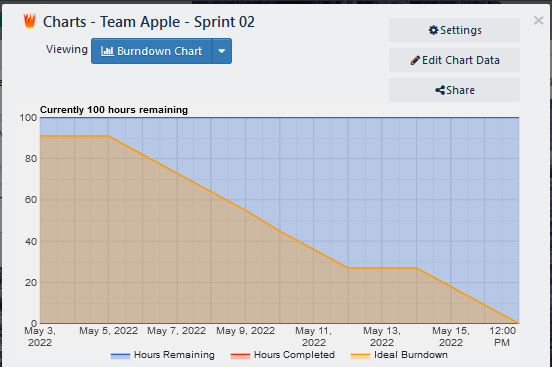 Charts - Team Apple - Sprint 02
×
Settings
Viewing
Burndown Chart
Edit Chart Data
Share
Currently 100 hours remaining
100
80
60
40
20
0
May 3,
2022
May 5, 2022
May 7, 2022
May 9, 2022
May 11,
2022
May 13,
2022
May 15,
2022
12:00
PM
Hours Remaining
Hours Completed
Ideal Burndown